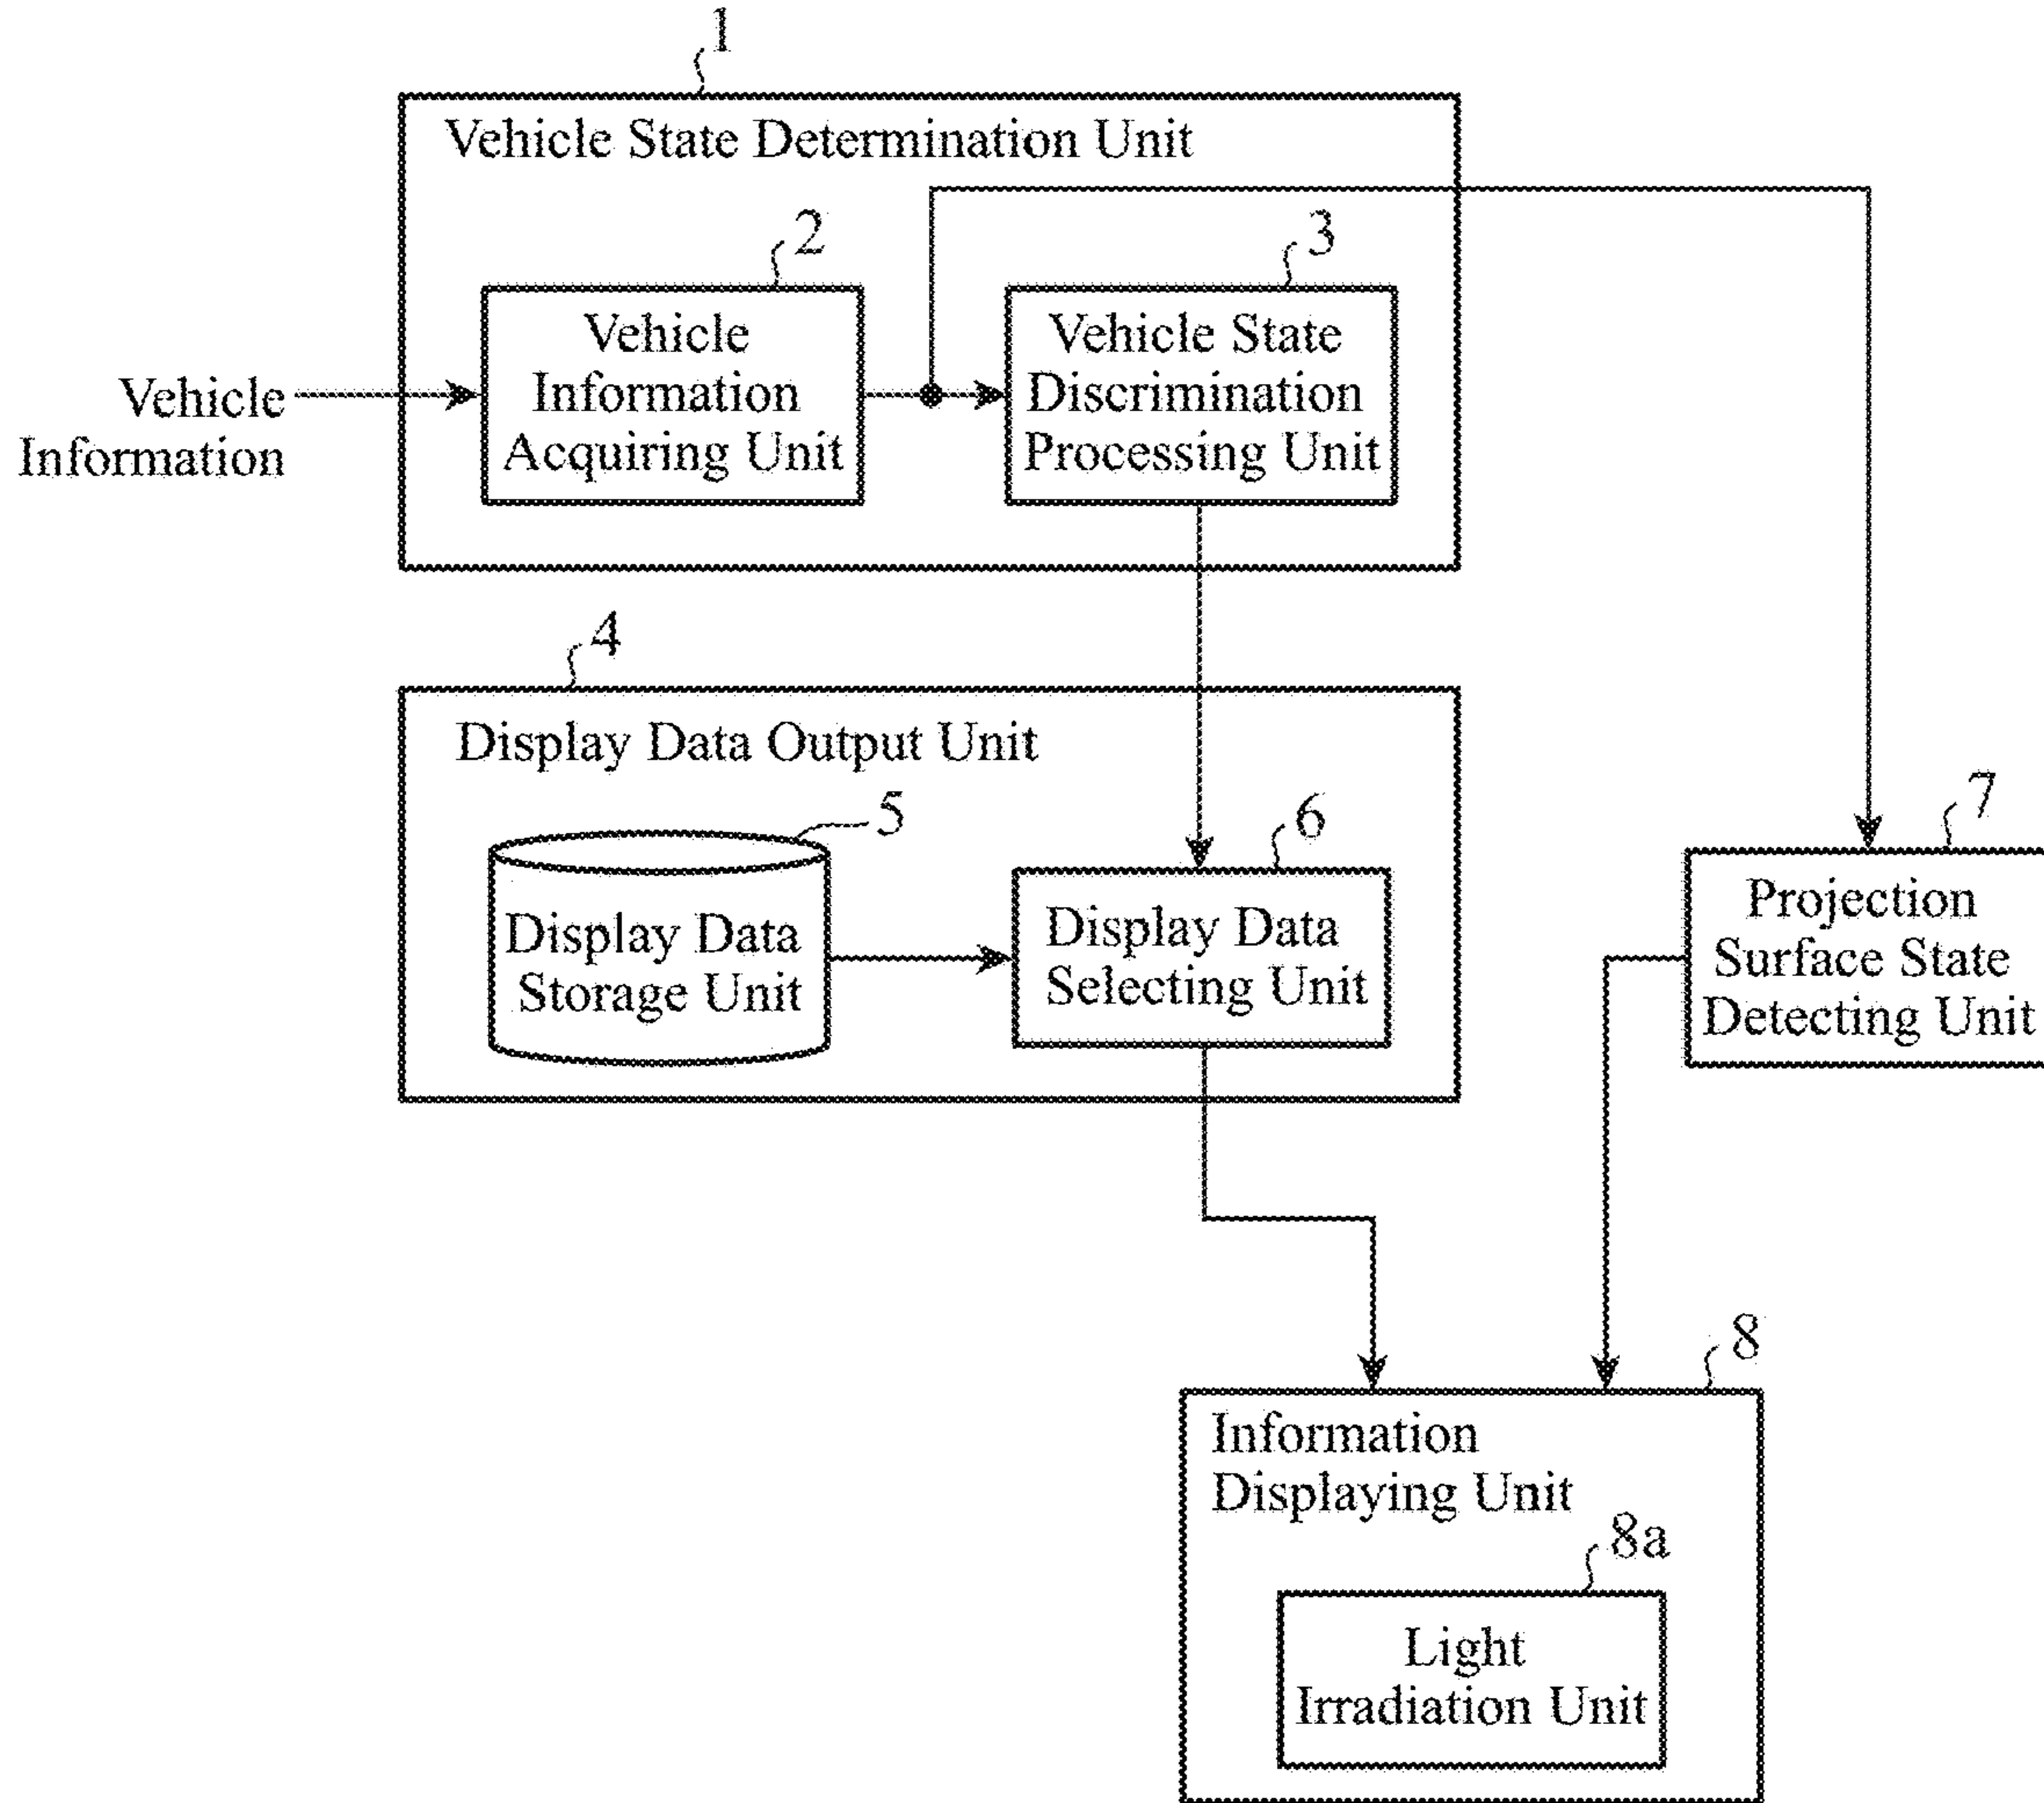 1
Vehicle State Determination Unit
2
3
Vehicle
Information
Vehicle
Information
Acquiring Unit
Vehicle State
Discrimination
Processing Unit
4
Display Data Output Unit
5
6
7
Display Data
Storage Unit
Display Data
Selecting Unit
Projection
Surface State
Detecting Unit
8
Information
Displaying Unit
8a
Light
Irradiation Unit